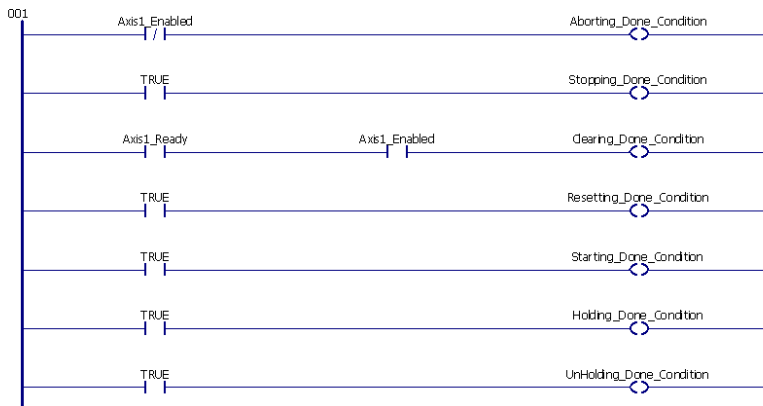 001
Axis1_Enabled Aborting_Done_Condition
TRUE Stopping_Done_Condition
Axis1_Ready Axis1_Enabled Clearing_Done_Condition
TRUE Resetting_Done_Condition
TRUE Starting_Done_Condition
TRUE Holding_Done_Condition
TRUE UnHolding_Done_Condition